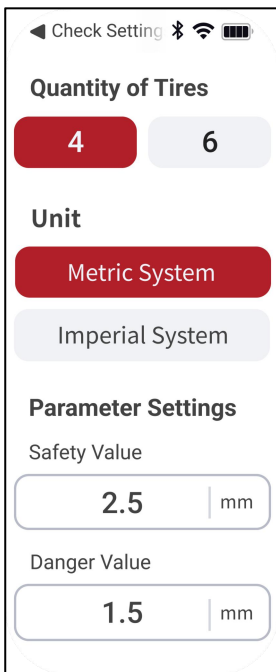 Check Setting
Quantity of Tires
4 6
Unit
Metric System
Imperial System
Parameter Settings
Safety Value
2.5 mm
Danger Value
1.5 mm